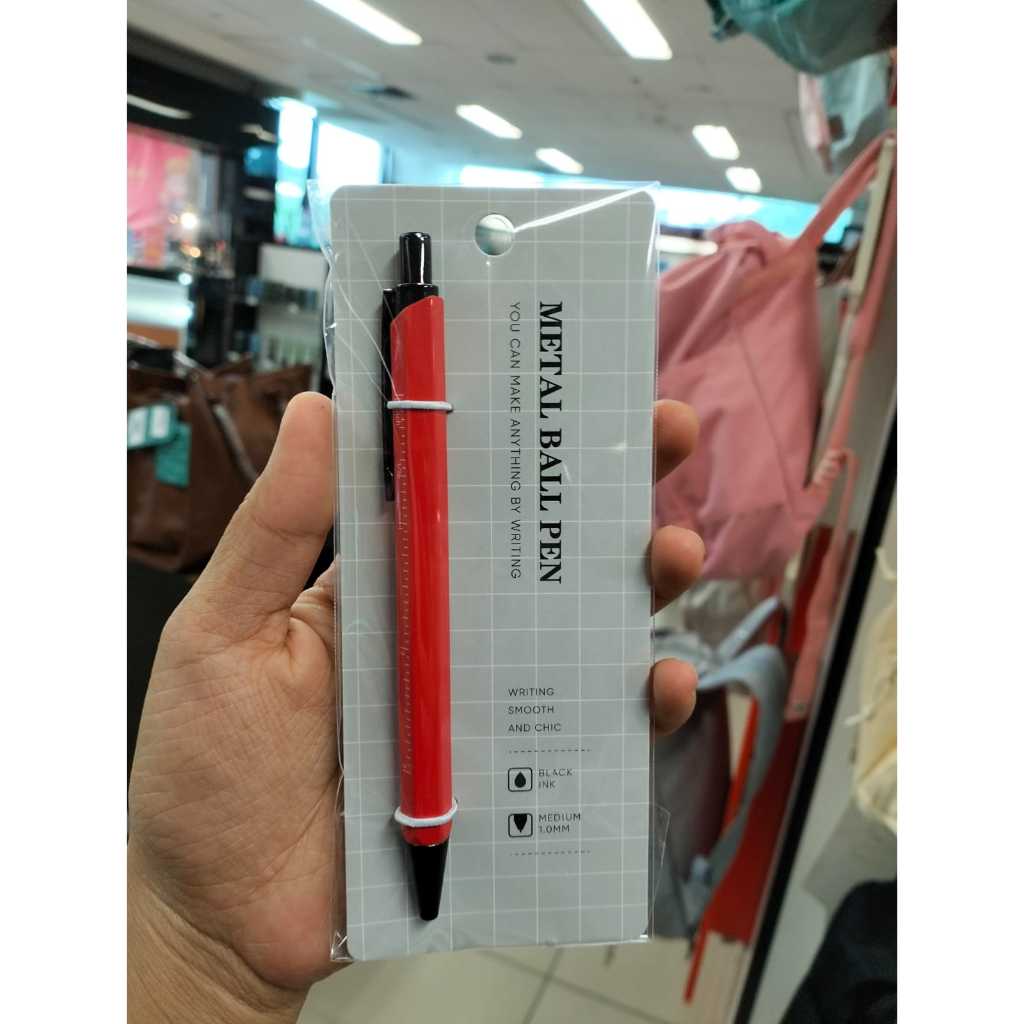 METAL BALL PEN
YOU CAN MAKE ANYTHING BY WRITING
WRITING
SMOOTH
AND CHIC
BLACK
INK
MEDIUM
1.0MM